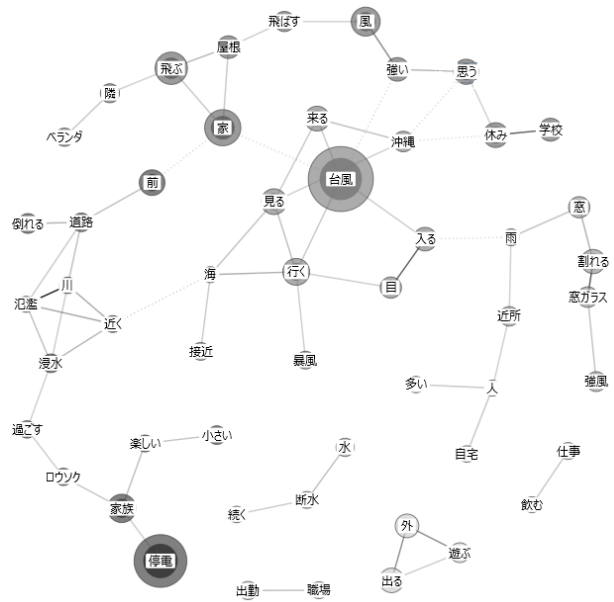 飛ばす
風
屋根
飛ぶ
強い
思う
隣
ベランダ
家
来る
沖縄
休み
学校
台風
前
見る
倒れる
道路
入る
雨
窓
海
行く
目
割れる
川
氾濫
近く
窓ガラス
近所
浸水
接近
暴風
多い
人
強風
過ごす
楽しい
小さい
水
自宅
仕事
ロウソク
家族
続く
断水
飲む
停電
外
遊ぶ
出る
出勤
職場